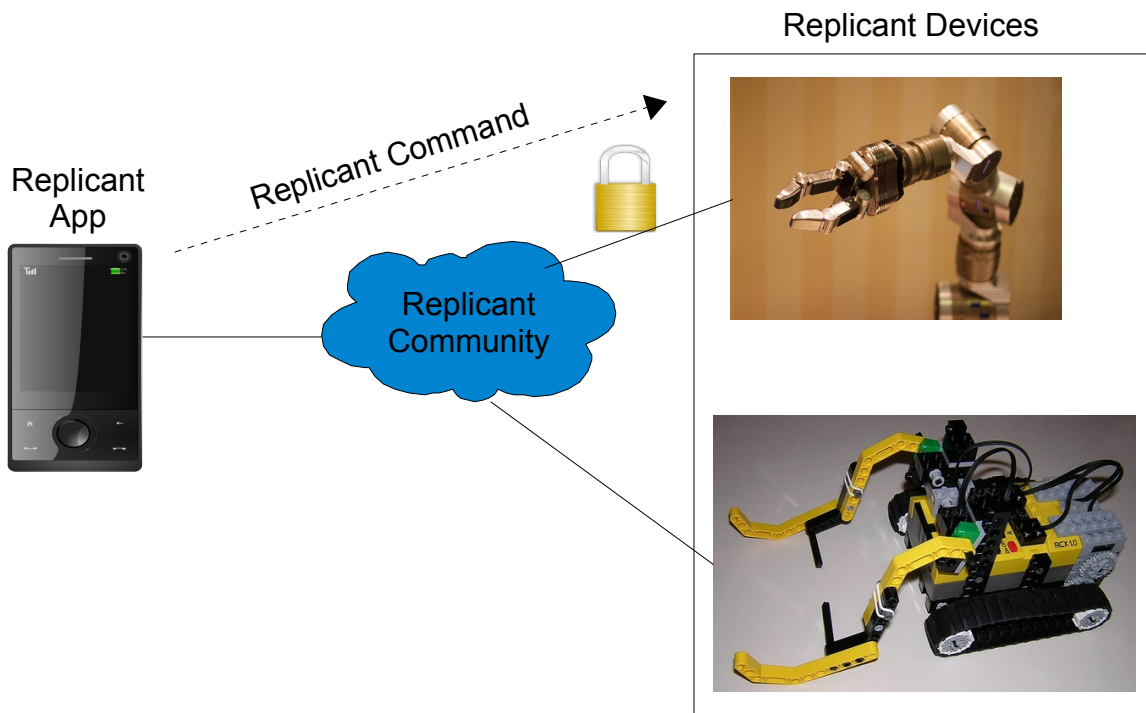 Replicant Devices
Replicant Command
Replicant
App
Replicant
Community
RCX 1.0